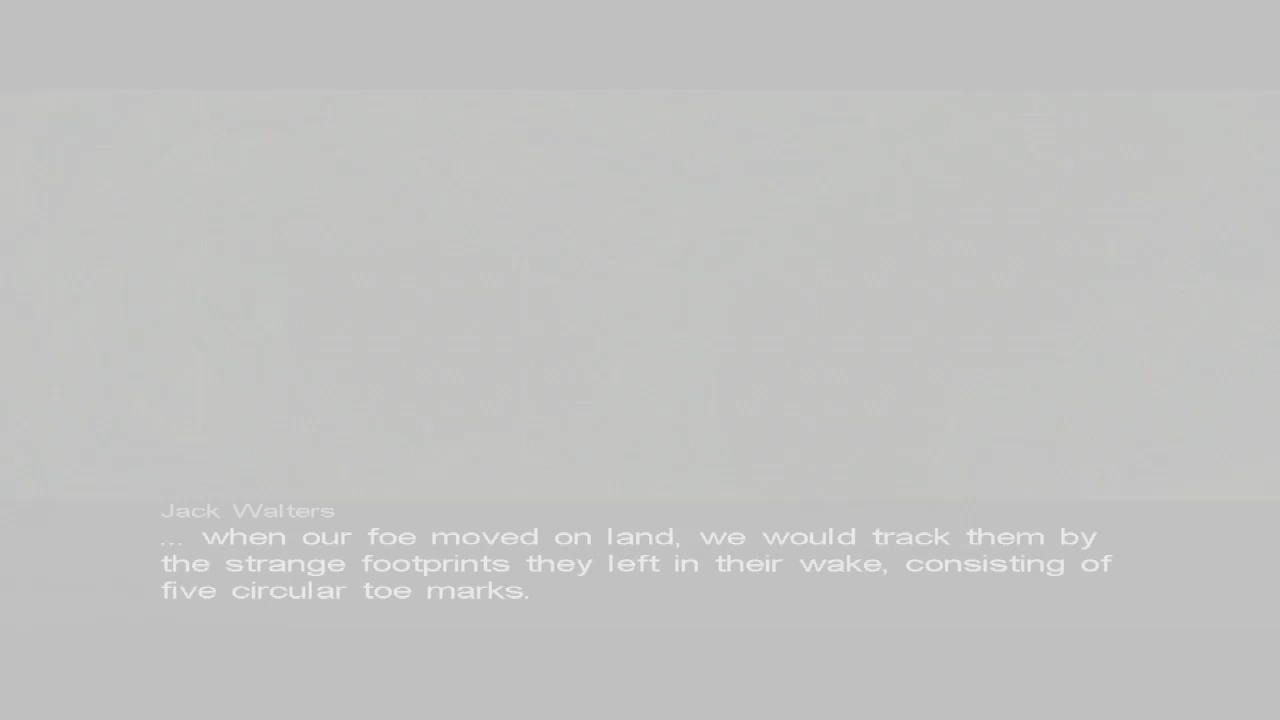 Jack Walters
... when our foe moved on land, we would track them by
the strange footprints they left in their wake, consisting of
five circular toe marks.